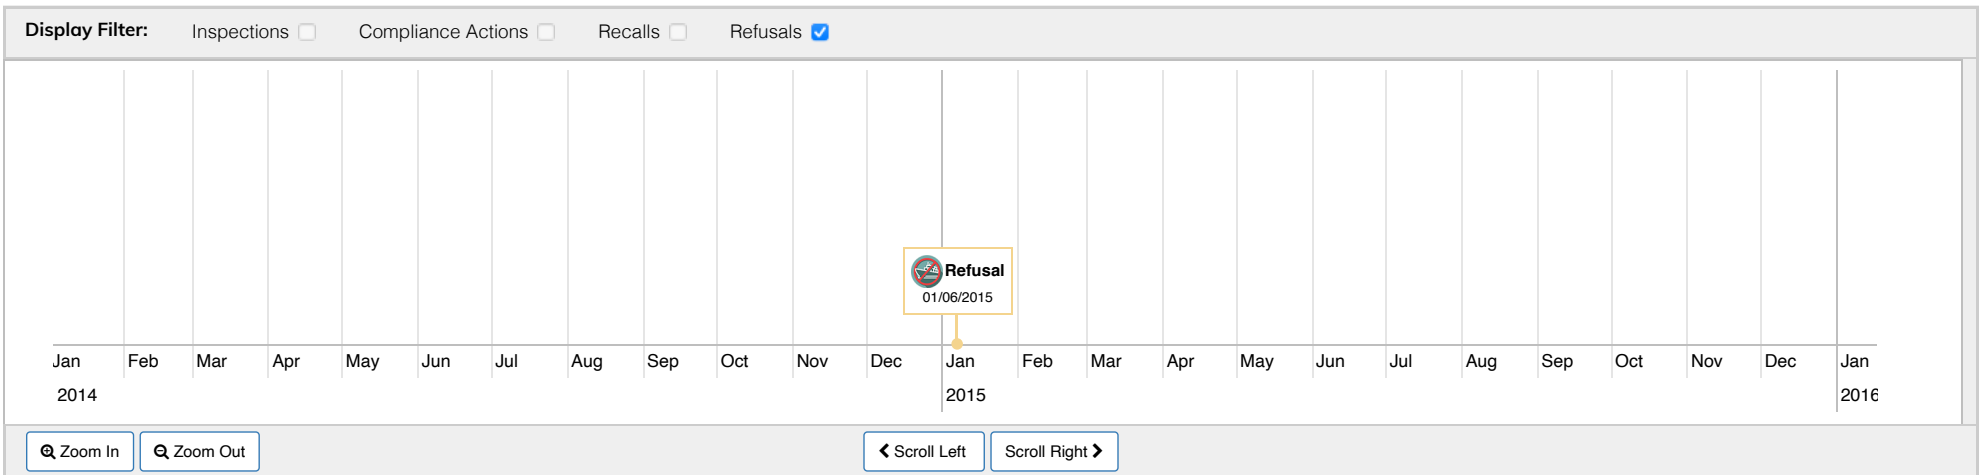 Display Filter: Inspections Compliance Actions Recalls Refusals
Refusal
01/06/2015
Jan Feb Mar Apr May Jun Jul Aug Sep Oct Nov Dec Jan Feb Mar Apr May Jun Jul Aug Sep Oct Nov Dec Jan
2014 2015 2016
Zoom In Zoom Out Scroll Left Scroll Right